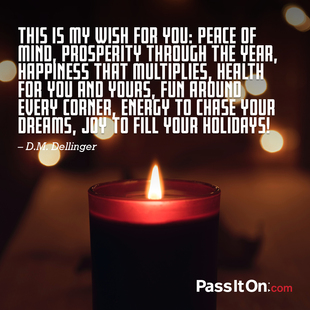 THIS IS MY WISH FOR YOU: PEACE OF
MIND, PROSPERITY THROUGH THE YEAR,
HAPPINESS THAT MULTIPLIES, HEALTH
FOR YOU AND YOURS, FUN AROUND
EVERY CORNER, ENERGY TO CHASE YOUR
DREAMS, JOY TO FILL YOUR HOLIDAYS!
– D.M. Dellinger
PassItOn.com